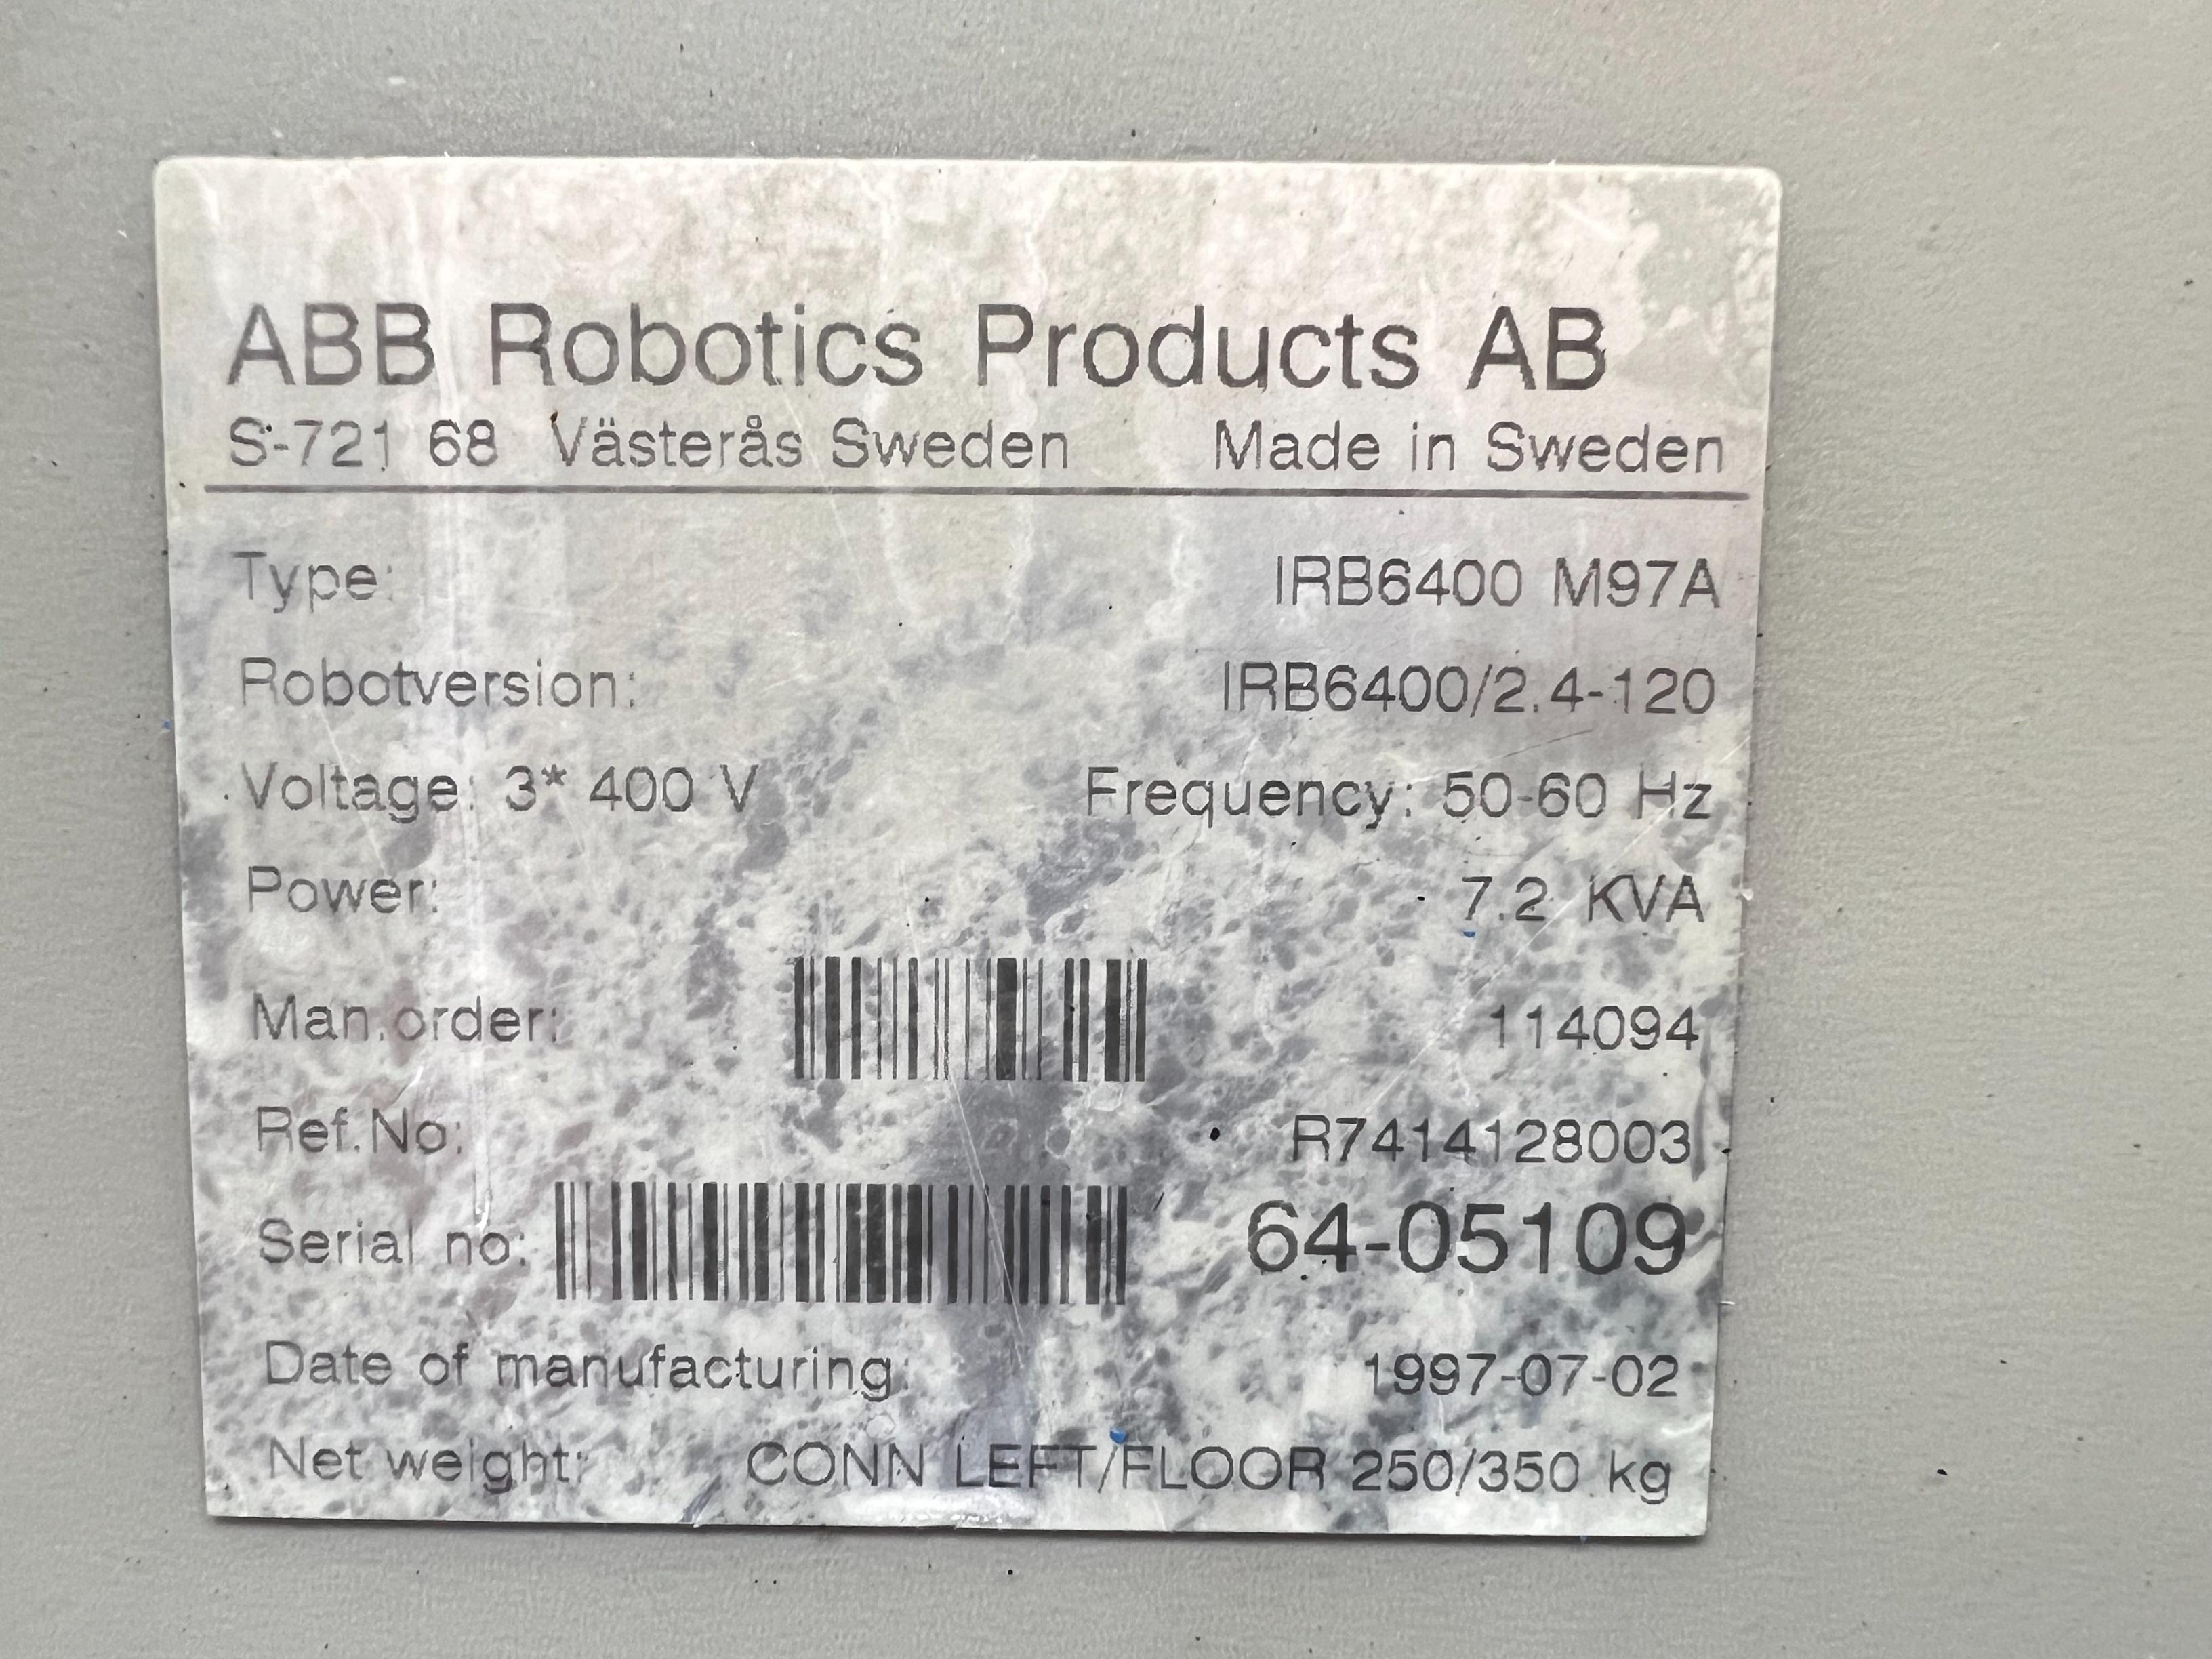 ABB Robotics Products AB
S-721 68 Västerås Sweden Made in Sweden
Type: IRB6400 M97A
Robotversion: IRB6400/2.4-120
Voltage: 3* 400 V Frequency: 50-60 Hz
Power: 7.2 KVA
Man.order: 114094
Ref.No: R7414128003
Serial no: 64-05109
Date of manufacturing: 1997-07-02
Net weight: CONN LEFT/FLOOR 250/350 kg